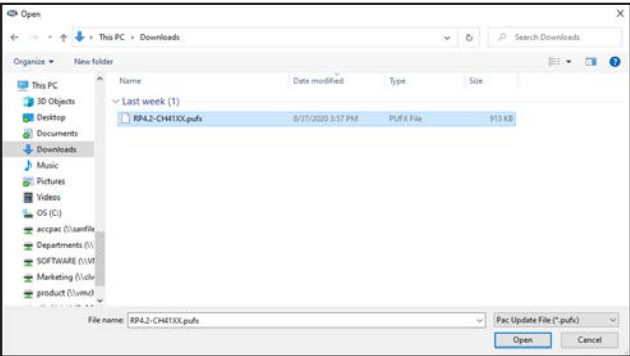 Open
This PC > Downloads
Search Downloads
Organize
New folder
Name
Date modified
Type
Size
Last week (1)
RP4.2-CH41XX.pufx
8/27/2020 3:57 PM
PUFX File
913 KB
This PC
3D Objects
Desktop
Documents
Downloads
Music
Pictures
Videos
OS (C:)
accpac (\\sanfile
Departments (\\
SOFTWARE (\\VI
Marketing (\\
product (\\vmcl
File name:
RP4.2-CH41XX.pufx
Pac Update File (*.pufx)
Open
Cancel